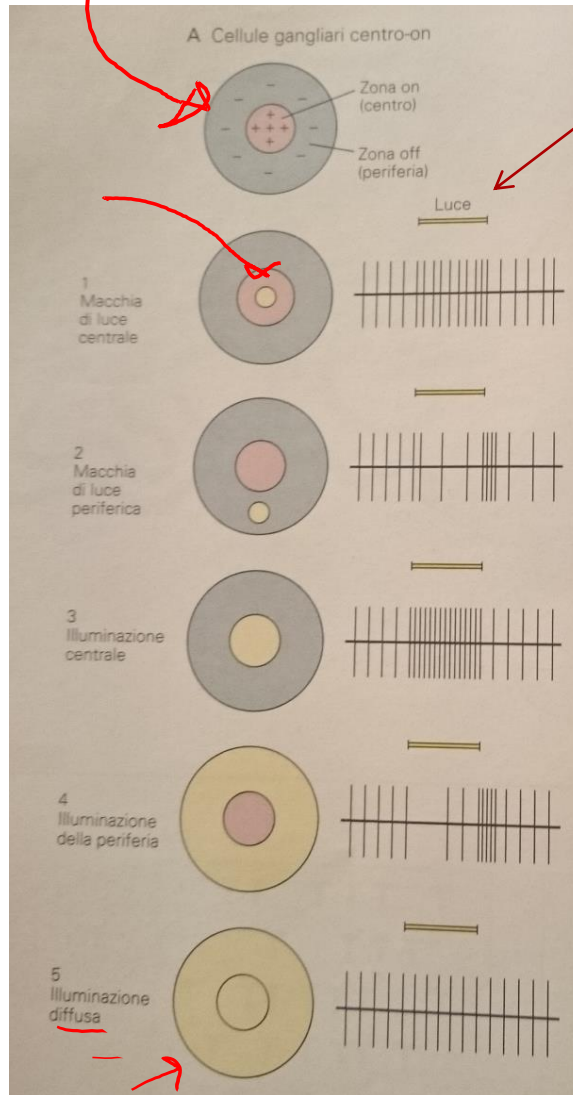 A Cellule gangliari centro-on
Zona on
(centro)
Zona off
(periferia)
Luce
1
Macchia
di luce
centrale
2
Macchia
di luce
periferica
3
Illuminazione
centrale
4
Illuminazione
della periferia
5
Illuminazione
diffusa